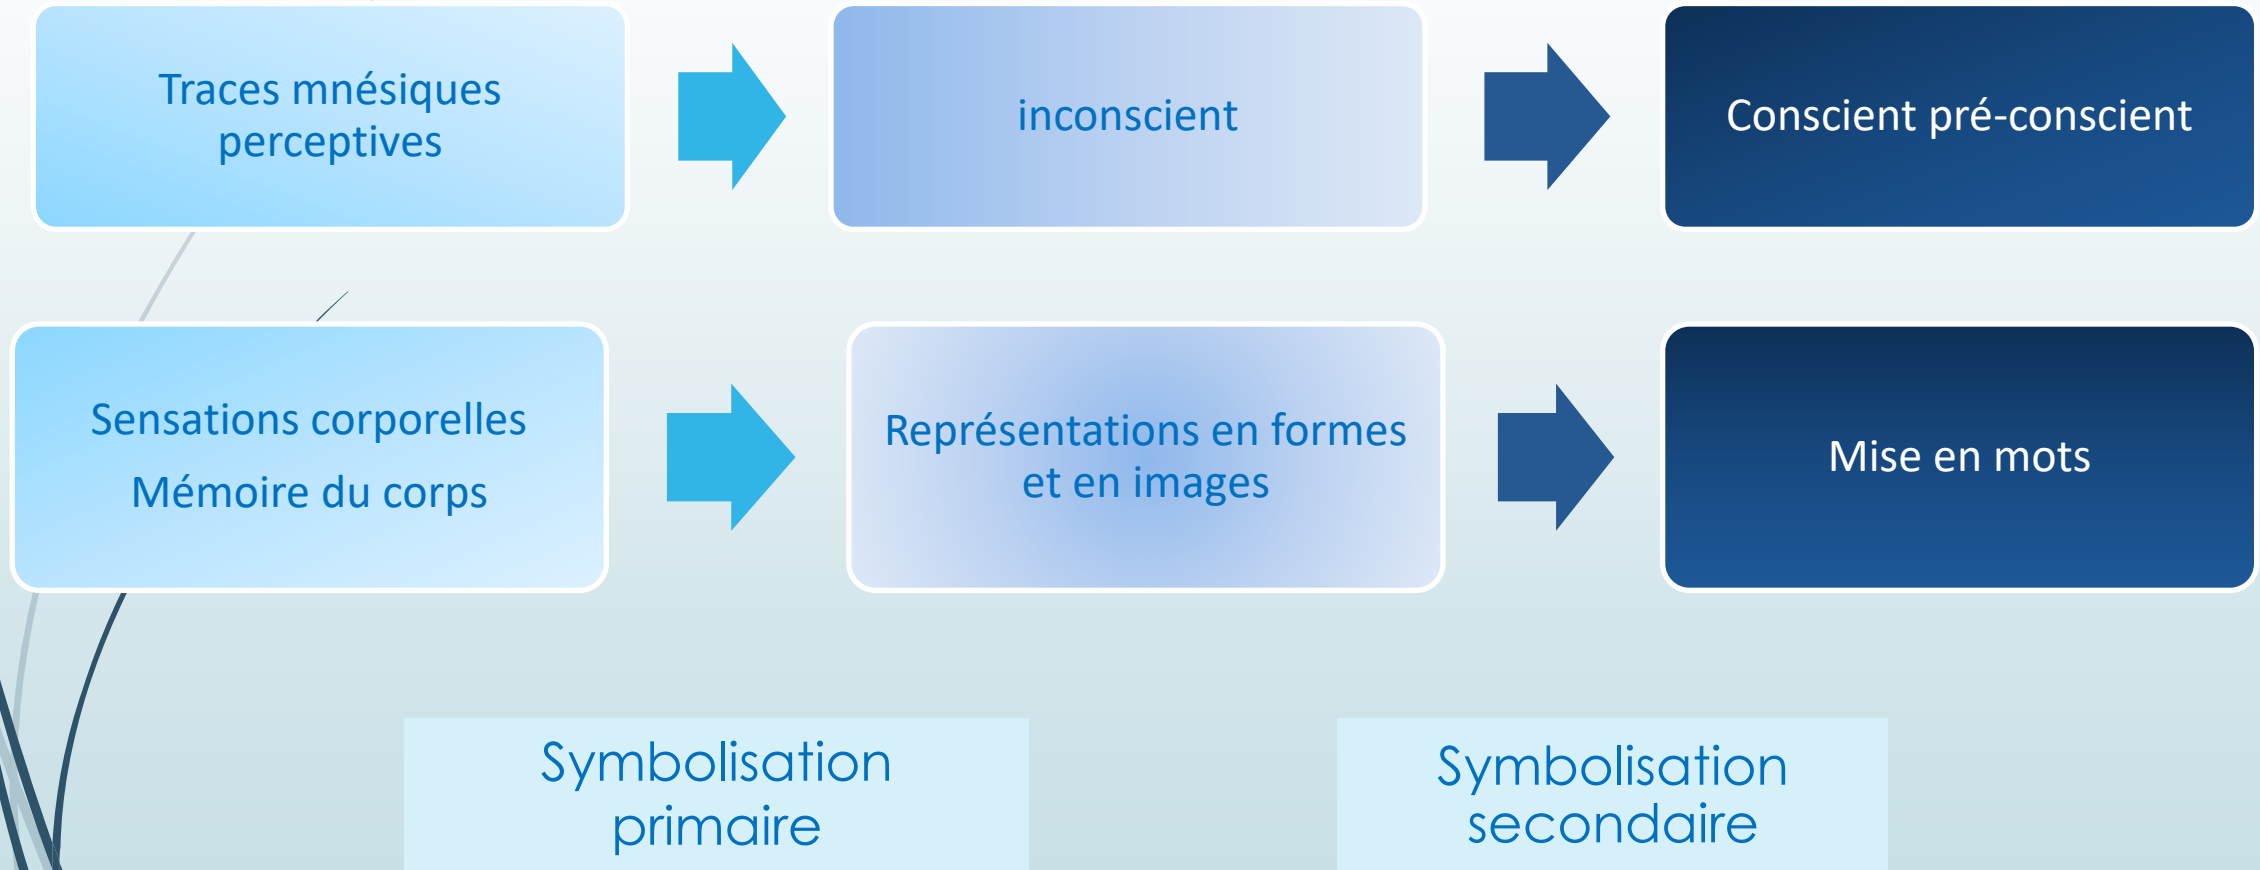 Traces mnésiques
perceptives
inconscient
Conscient pré-conscient
Sensations corporelles
Mémoire du corps
Représentations en formes
et en images
Mise en mots
Symbolisation
primaire
Symbolisation
secondaire